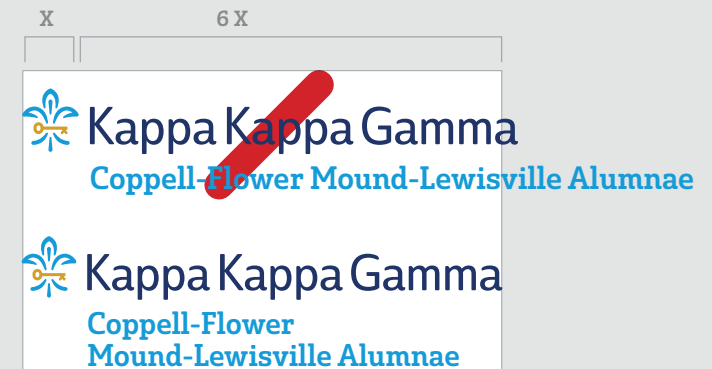 X 6 X
Kappa Kappa Gamma
Coppell-Flower Mound-Lewisville Alumnae
Kappa Kappa Gamma
Coppell-Flower
Mound-Lewisville Alumnae